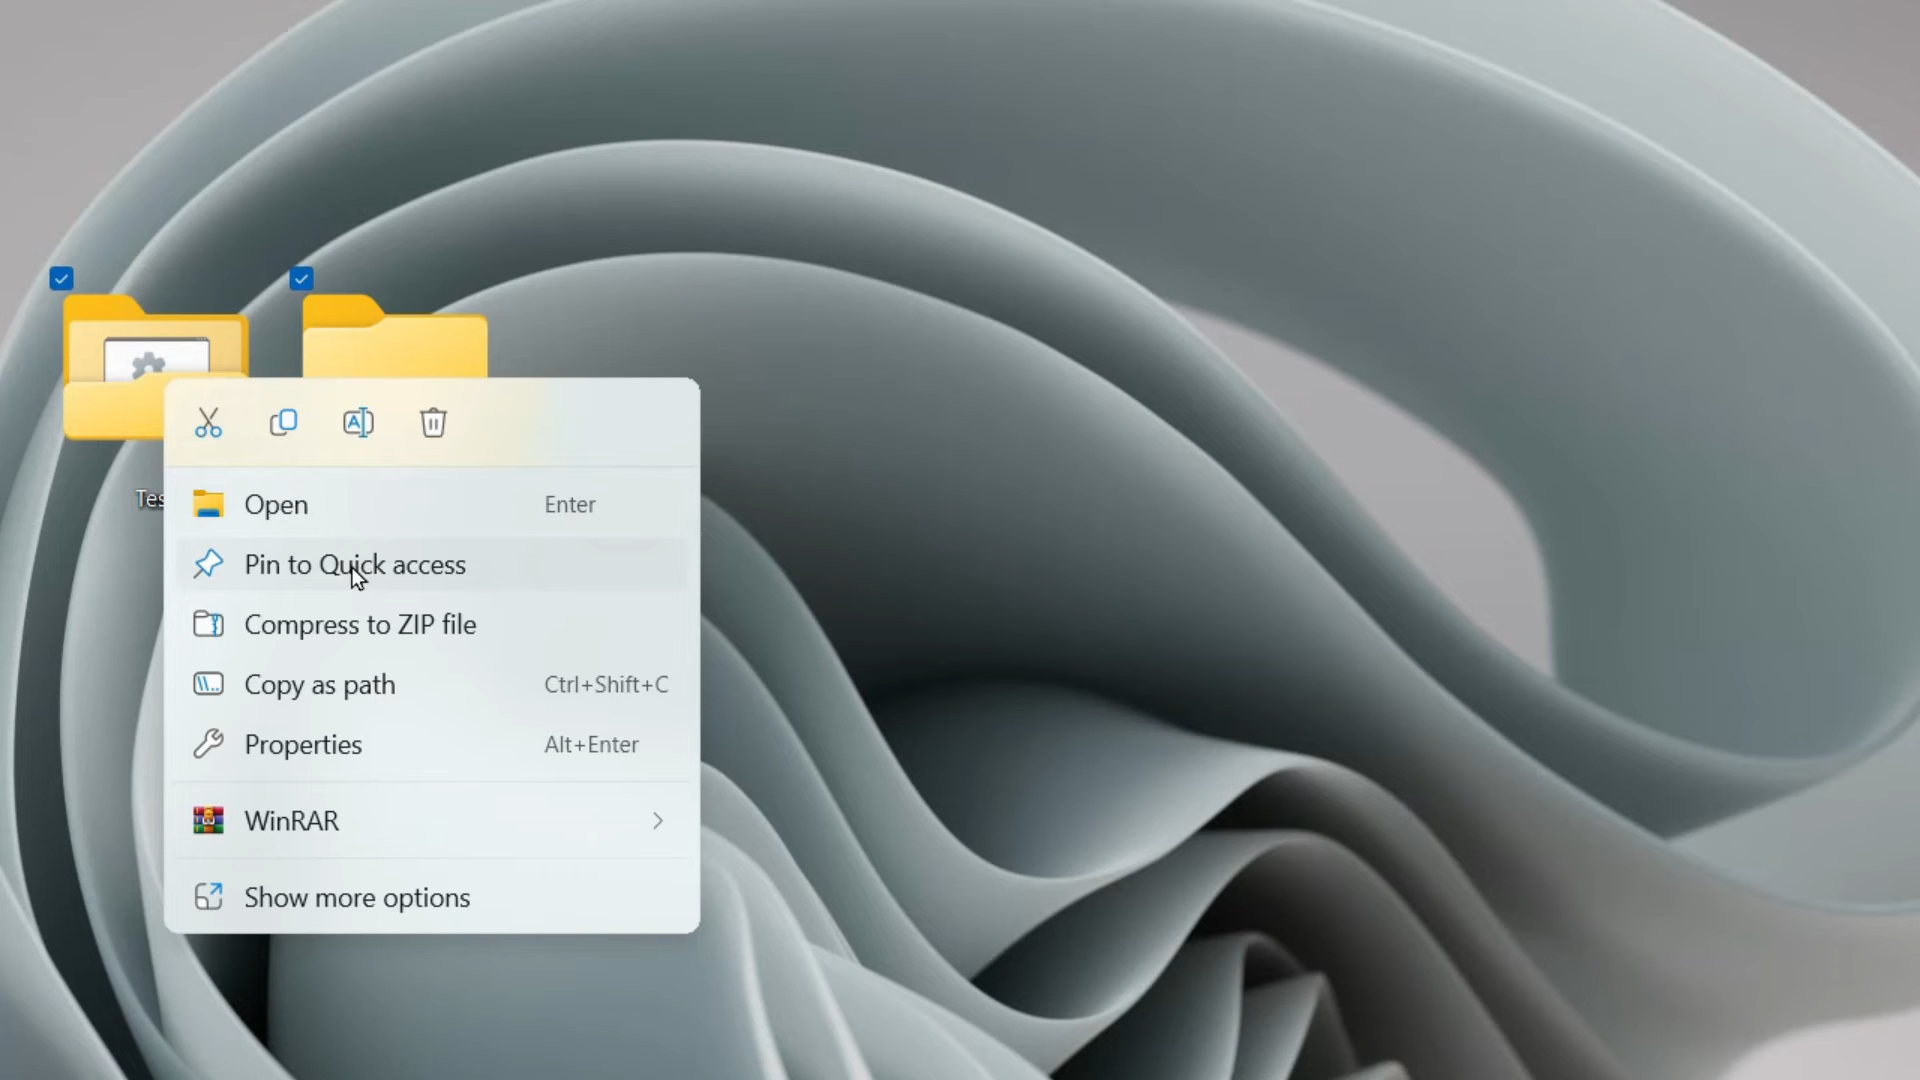 Tes
Open Enter
Pin to Quick access
Compress to ZIP file
Copy as path Ctrl+Shift+C
Properties Alt+Enter
WinRAR
Show more options